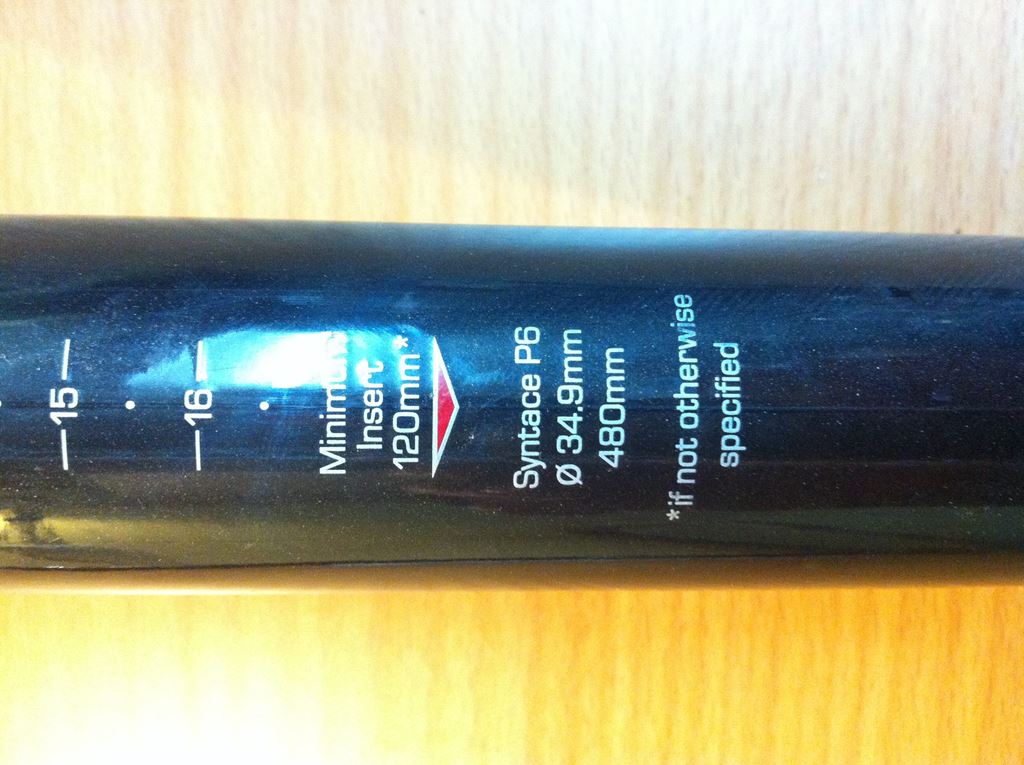 15
16
Minimum
Insert
120mm*
Syntace P6
Ø 34.9mm
480mm
*if not otherwise
specified